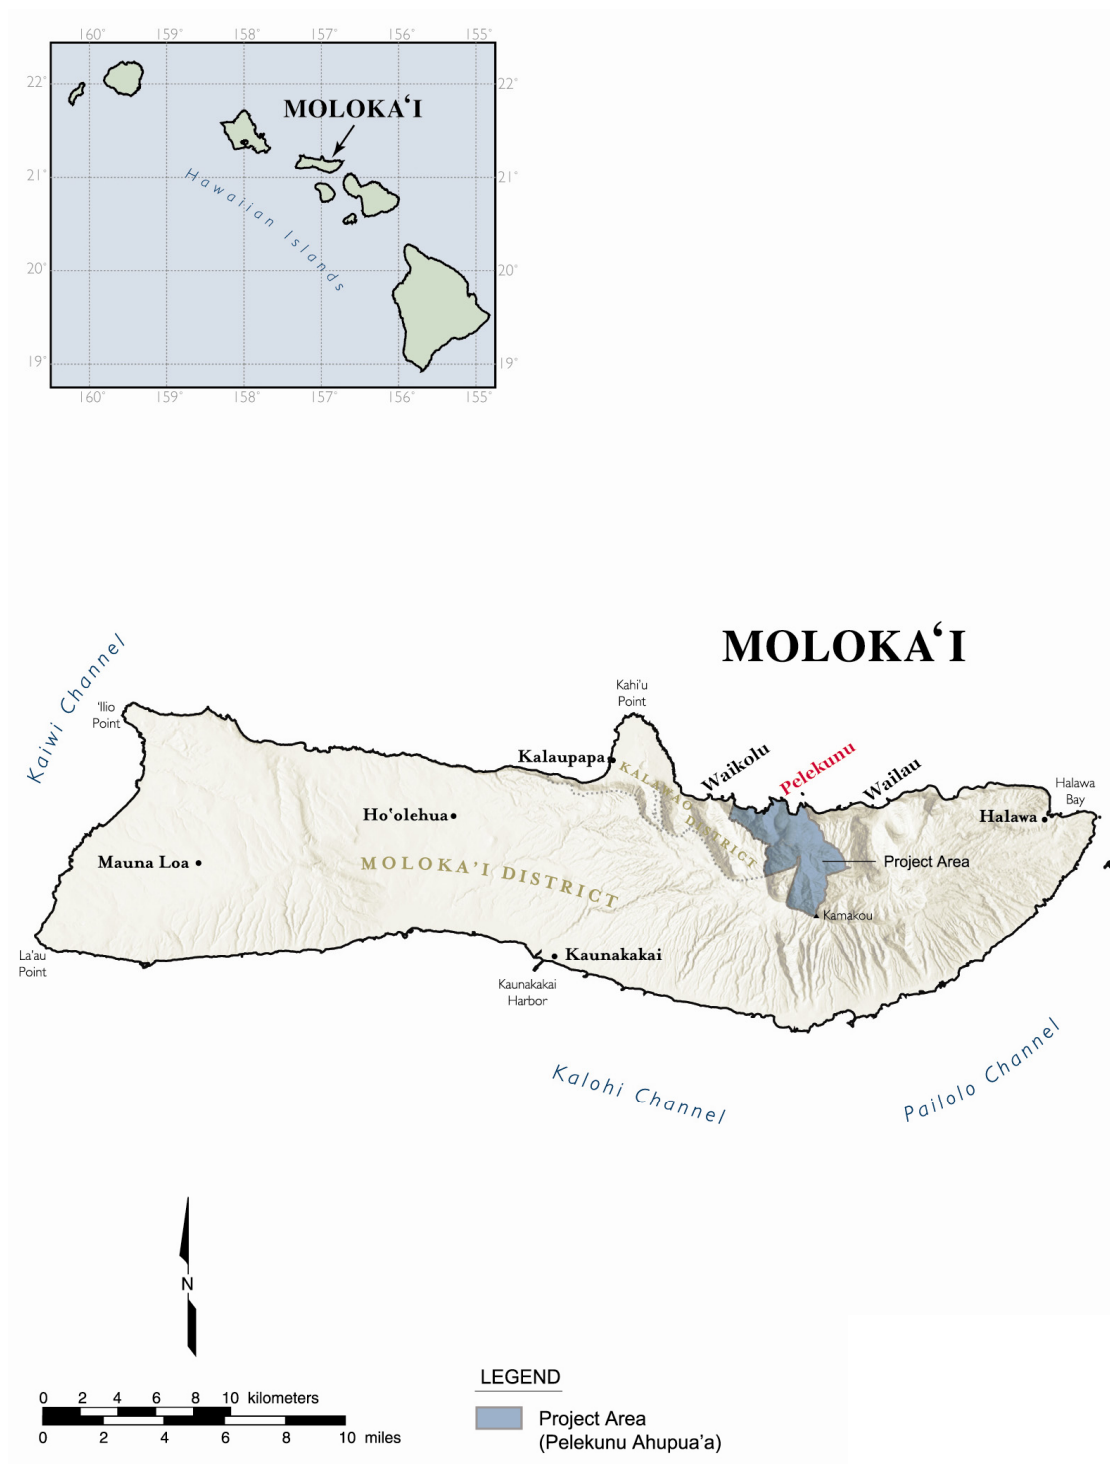 160° 159° 158° 157° 156° 155°
22° 22°
MOLOKAʻI
21° 21°
Hawaiian Islands
20° 20°
19° 19°
160° 159° 158° 157° 156° 155°
MOLOKAʻI
Kaiwi Channel
Kahi'u
Point
'Ilio
Point
Kalaupapa
KALAWAO DISTRICT
Waikolu
Pelekunu
Wailau
Halawa
Bay
Halawa
Ho'olehua
Mauna Loa
MOLOKA'I DISTRICT
Project Area
Kamakou
La'au
Point
Kaunakakai
Kaunakakai
Harbor
Kalohi Channel
Pailolo Channel
N
0 2 4 6 8 10 kilometers
0 2 4 6 8 10 miles
LEGEND
Project Area
(Pelekunu Ahupua'a)